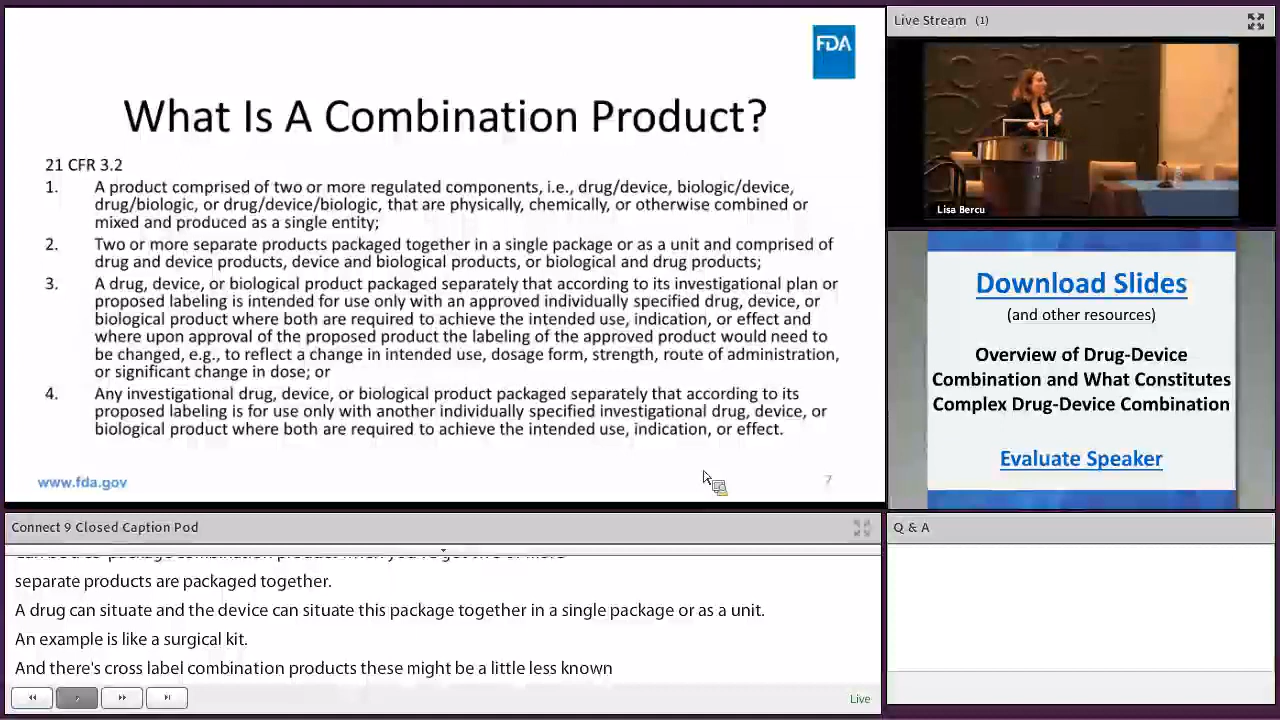 FDA
What Is A Combination Product?
21 CFR 3.2
1. A product comprised of two or more regulated components, i.e., drug/device, biologic/device,
drug/biologic, or drug/device/biologic, that are physically, chemically, or otherwise combined or
mixed and produced as a single entity;
2. Two or more separate products packaged together in a single package or as a unit and comprised of
drug and device products, device and biological products, or biological and drug products;
3. A drug, device, or biological product packaged separately that according to its investigational plan or
proposed labeling is intended for use only with an approved individually specified drug, device, or
biological product where both are required to achieve the intended use, indication, or effect and
where upon approval of the proposed product the labeling of the approved product would need to
be changed, e.g., to reflect a change in intended use, dosage form, strength, route of administration,
or significant change in dose; or
4. Any investigational drug, device, or biological product packaged separately that according to its
proposed labeling is for use only with another individually specified investigational drug, device, or
biological product where both are required to achieve the intended use, indication, or effect.
www.fda.gov
7
Live Stream (1)
Lisa Bercu
Download Slides
(and other resources)
Overview of Drug-Device
Combination and What Constitutes
Complex Drug-Device Combination
Evaluate Speaker
Connect 9 Closed Caption Pod
separate products are packaged together.
A drug can situate and the device can situate this package together in a single package or as a unit.
An example is like a surgical kit.
And there's cross label combination products these might be a little less known
Live
Q & A